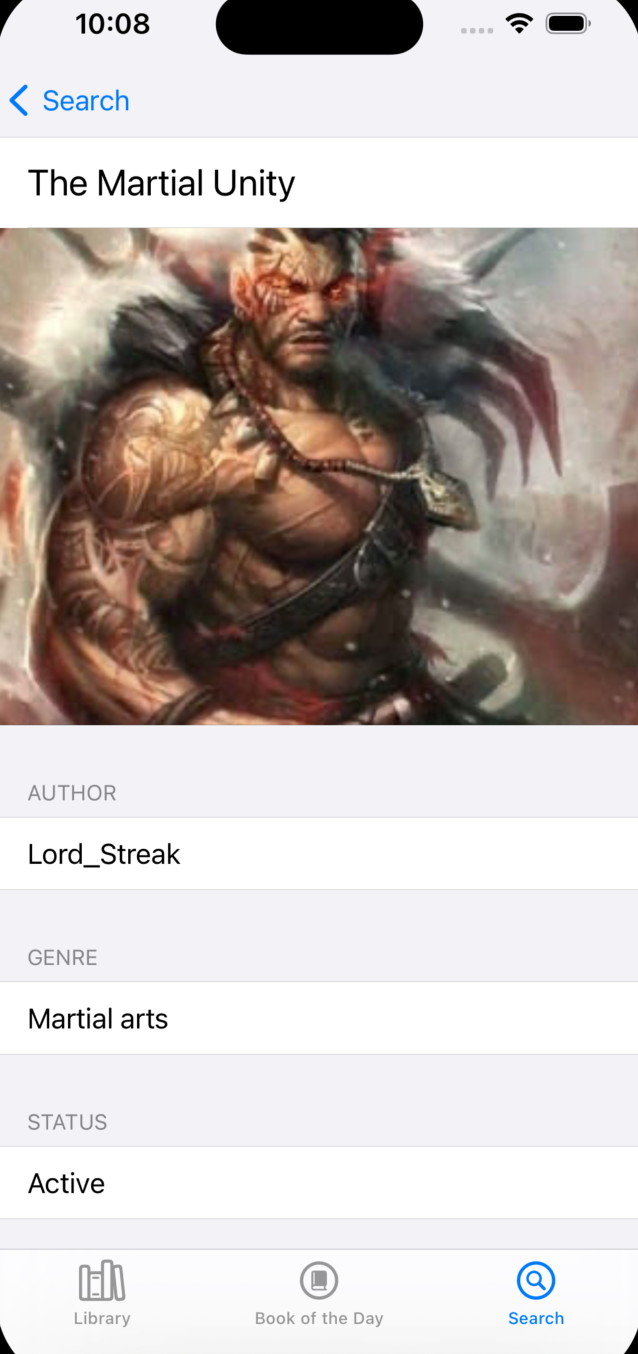 10:08
Search
The Martial Unity
AUTHOR
Lord_Streak
GENRE
Martial arts
STATUS
Active
Library
Book of the Day
Search